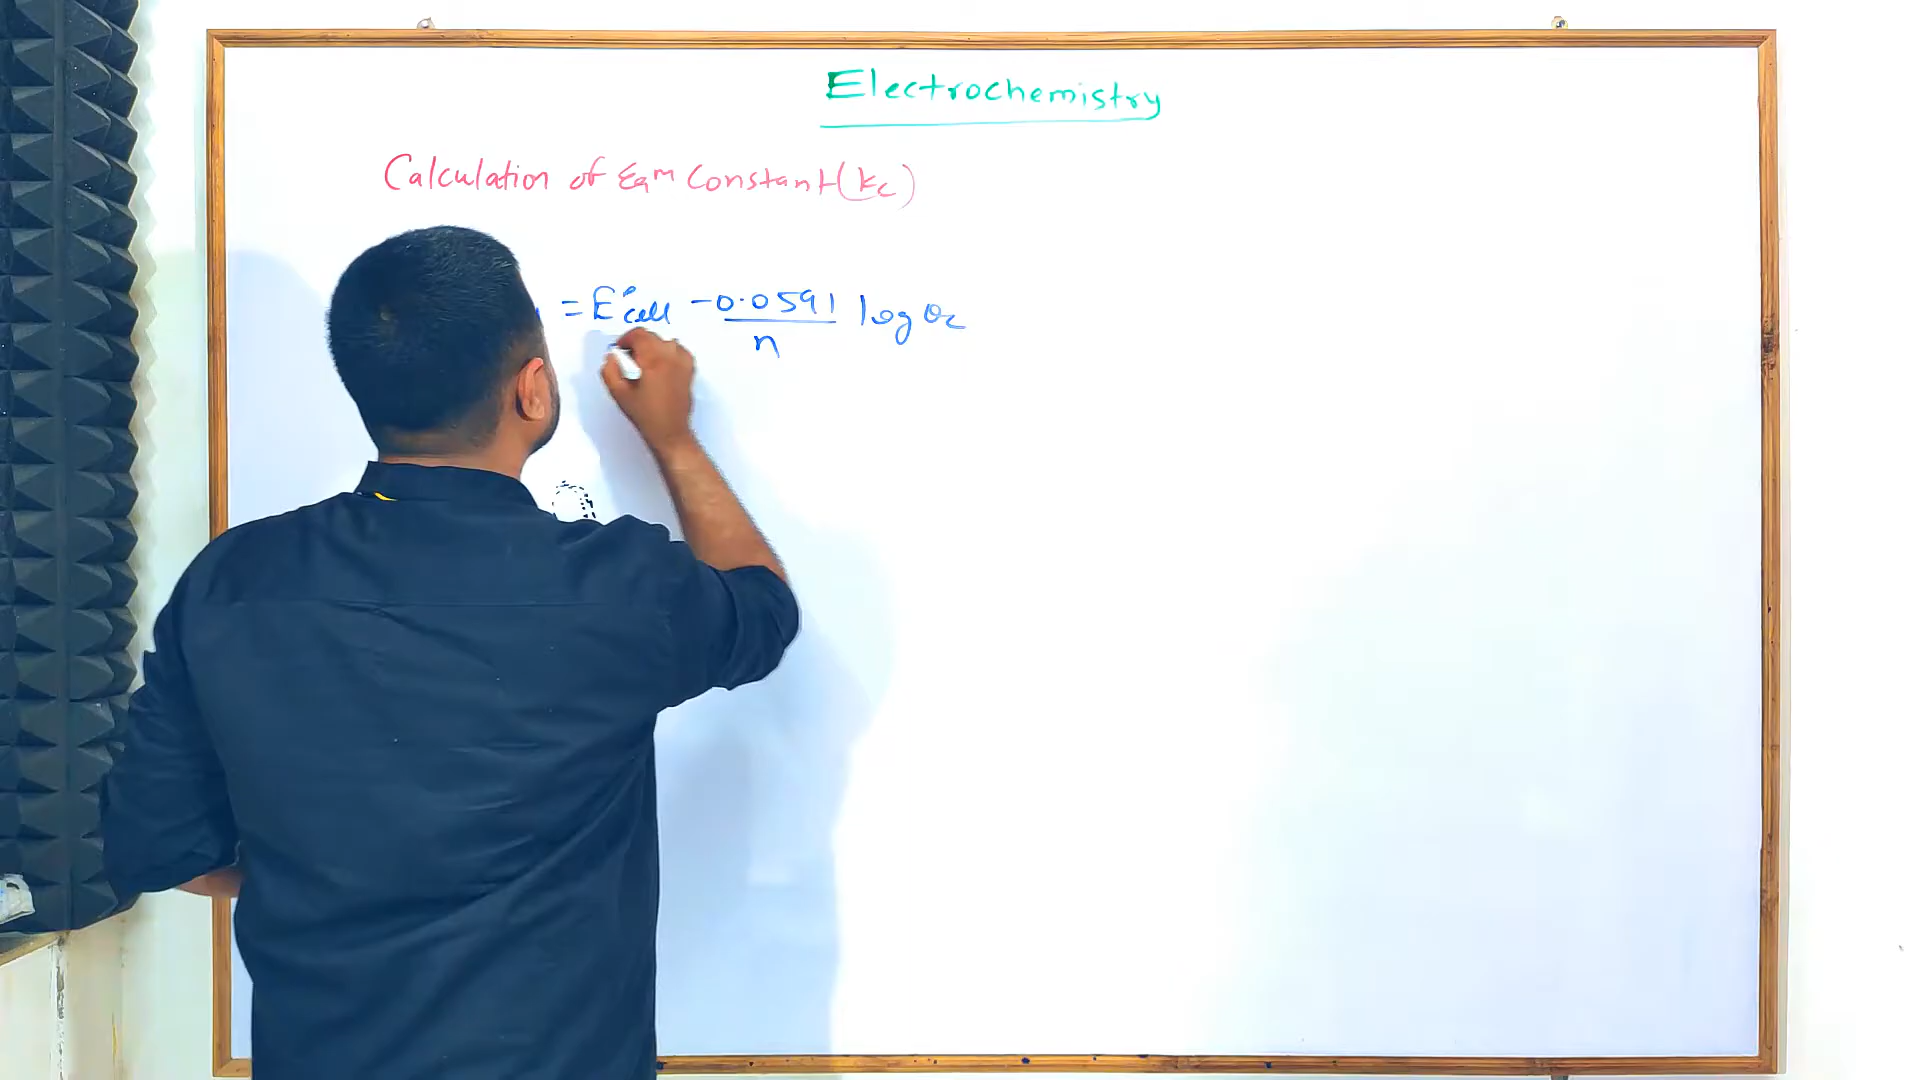 Electrochemistry
Calculation of Eqm Constant (kc)
= E°cell - 0.0591 / n log Qc